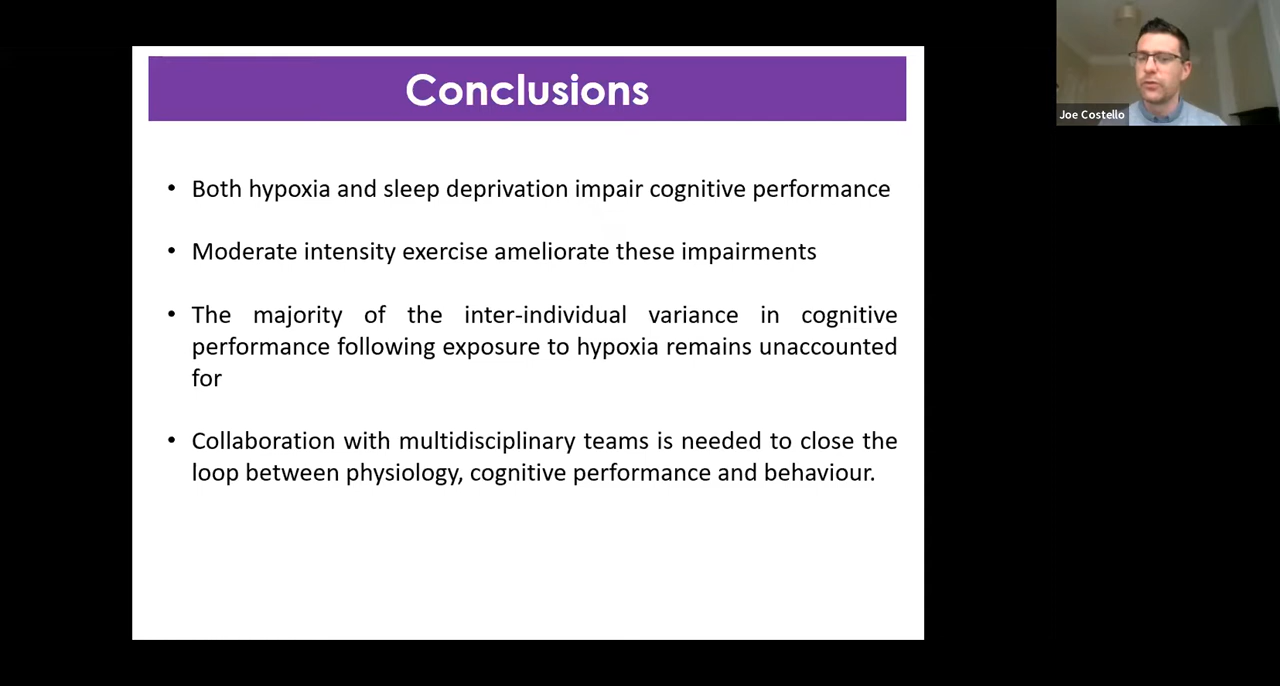 Conclusions
• Both hypoxia and sleep deprivation impair cognitive performance
• Moderate intensity exercise ameliorate these impairments
• The majority of the inter-individual variance in cognitive
performance following exposure to hypoxia remains unaccounted
for
• Collaboration with multidisciplinary teams is needed to close the
loop between physiology, cognitive performance and behaviour.
Joe Costello